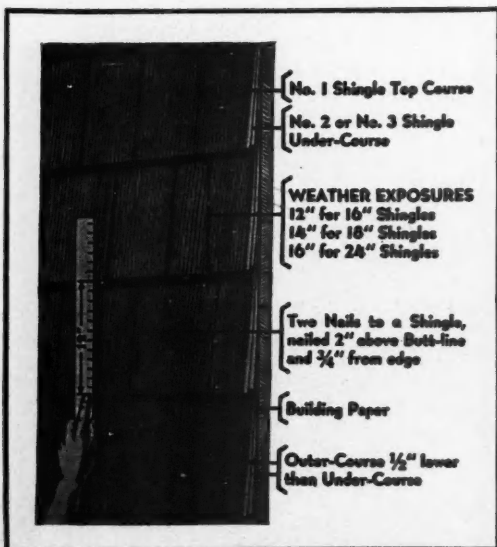 No. 1 Shingle Top Course
No. 2 or No. 3 Shingle
Under-Course
WEATHER EXPOSURES
12" for 16" Shingles
14" for 18" Shingles
16" for 24" Shingles
Two Nails to a Shingle,
nailed 2" above Butt-line
and 3/4" from edge
Building Paper
Outer-Course 1/2" lower
than Under-Course